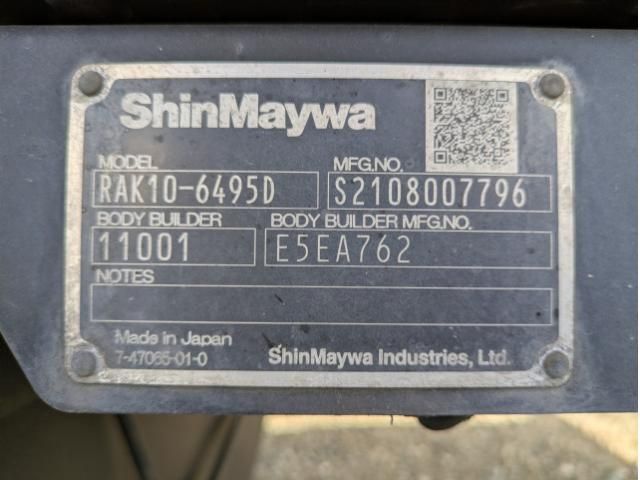 ShinMaywa
MODEL MFG.NO.
RAK10-6495D S2108007796
BODY BUILDER BODY BUILDER MFG.NO.
11001 E5EA762
NOTES
Made in Japan
7-47065-01-0 ShinMaywa Industries, Ltd.